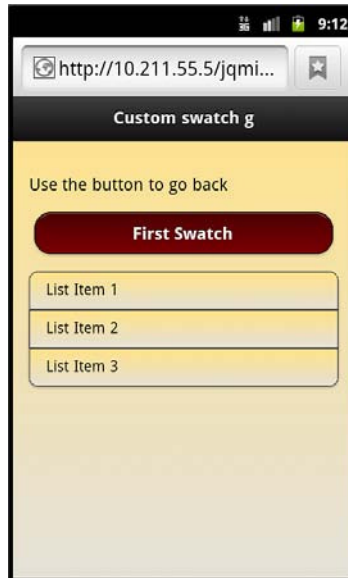 3G 9:12
http://10.211.55.5/jqmi...
Custom swatch g
Use the button to go back
First Swatch
List Item 1
List Item 2
List Item 3